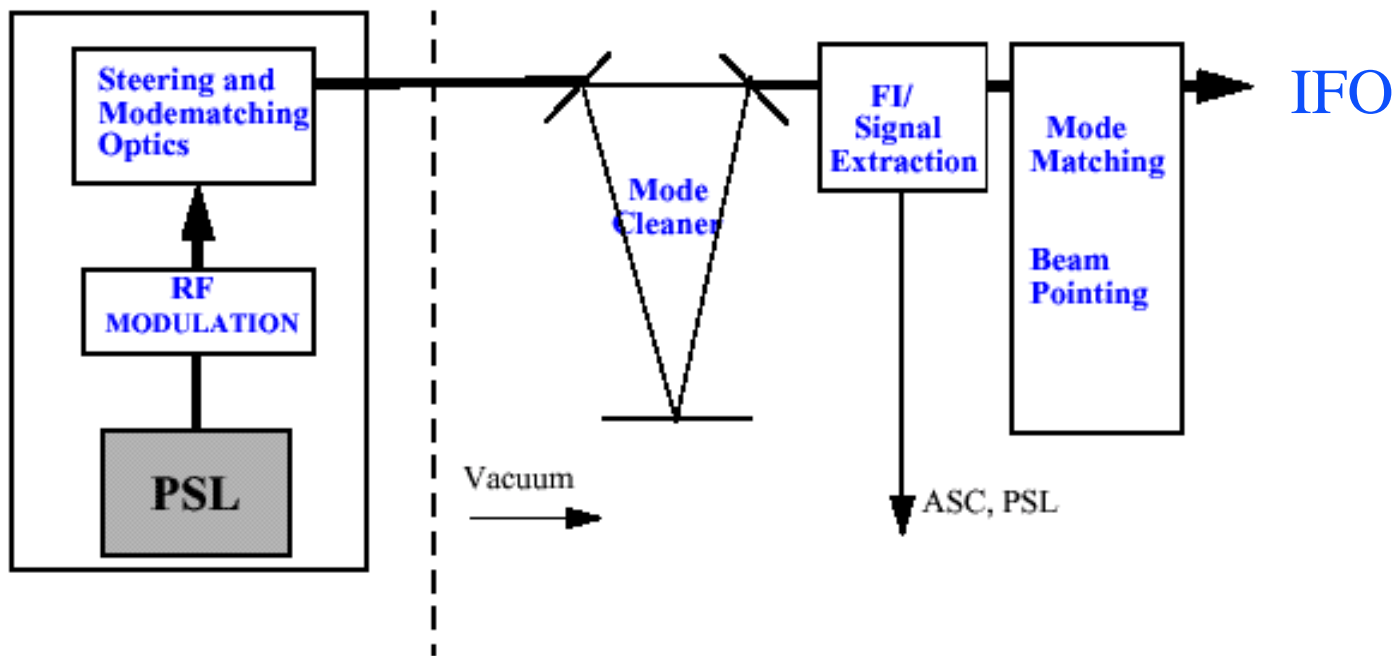 Steering and
Modematching
Optics
RF
MODULATION
PSL
Vacuum
Mode
Cleaner
FI/
Signal
Extraction
ASC, PSL
Mode
Matching
Beam
Pointing
IFO